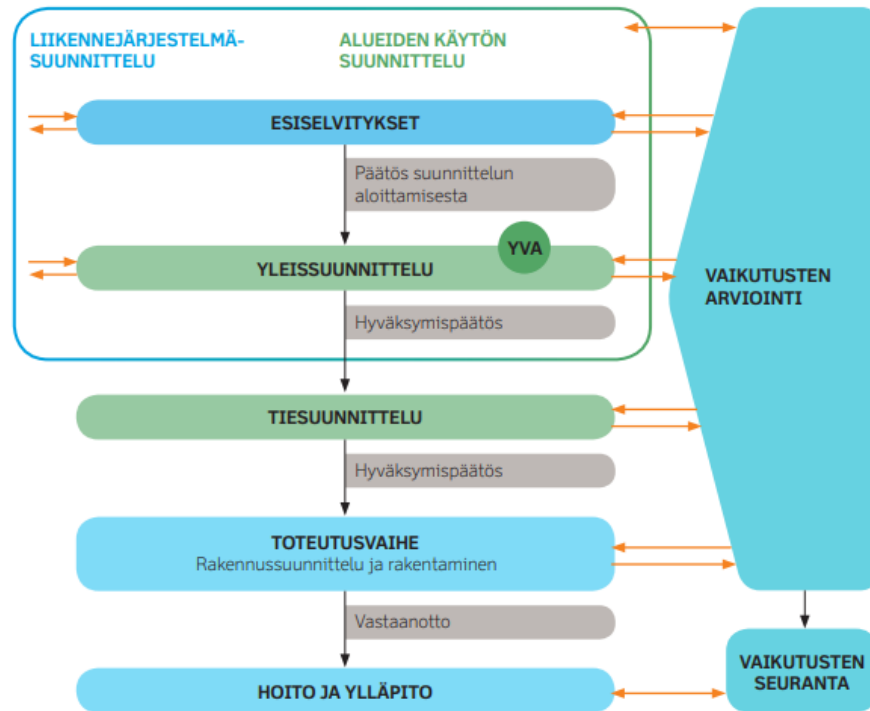 LIIKENNEJÄRJESTELMÄ-
SUUNNITTELU
ALUEIDEN KÄYTÖN
SUUNNITTELU
ESISELVITYKSET
Päätös suunnittelun
aloittamisesta
YVA
YLEISSUUNNITTELU
Hyväksymispäätös
VAIKUTUSTEN
ARVIOINTI
TIESUUNNITTELU
Hyväksymispäätös
TOTEUTUSVAIHE
Rakennussuunnittelu ja rakentaminen
Vastaanotto
HOITO JA YLLÄPITO
VAIKUTUSTEN
SEURANTA